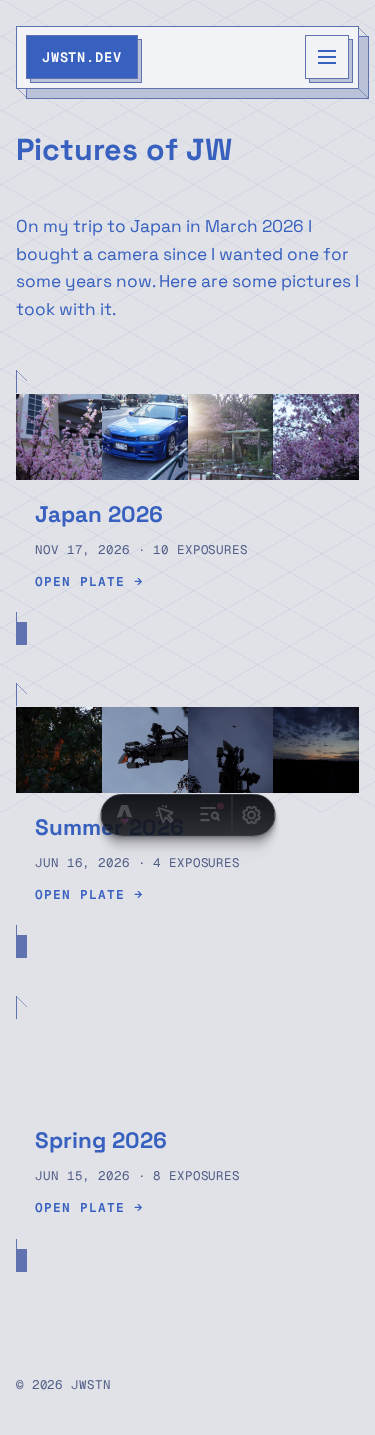 JWSTN.DEV
Pictures of JW
On my trip to Japan in March 2026 I
bought a camera since I wanted one for
some years now. Here are some pictures I
took with it.
Japan 2026
NOV 17, 2026 · 10 EXPOSURES
OPEN PLATE →
Summer 2026
JUN 16, 2026 · 4 EXPOSURES
OPEN PLATE →
Spring 2026
JUN 15, 2026 · 8 EXPOSURES
OPEN PLATE →
© 2026 JWSTN